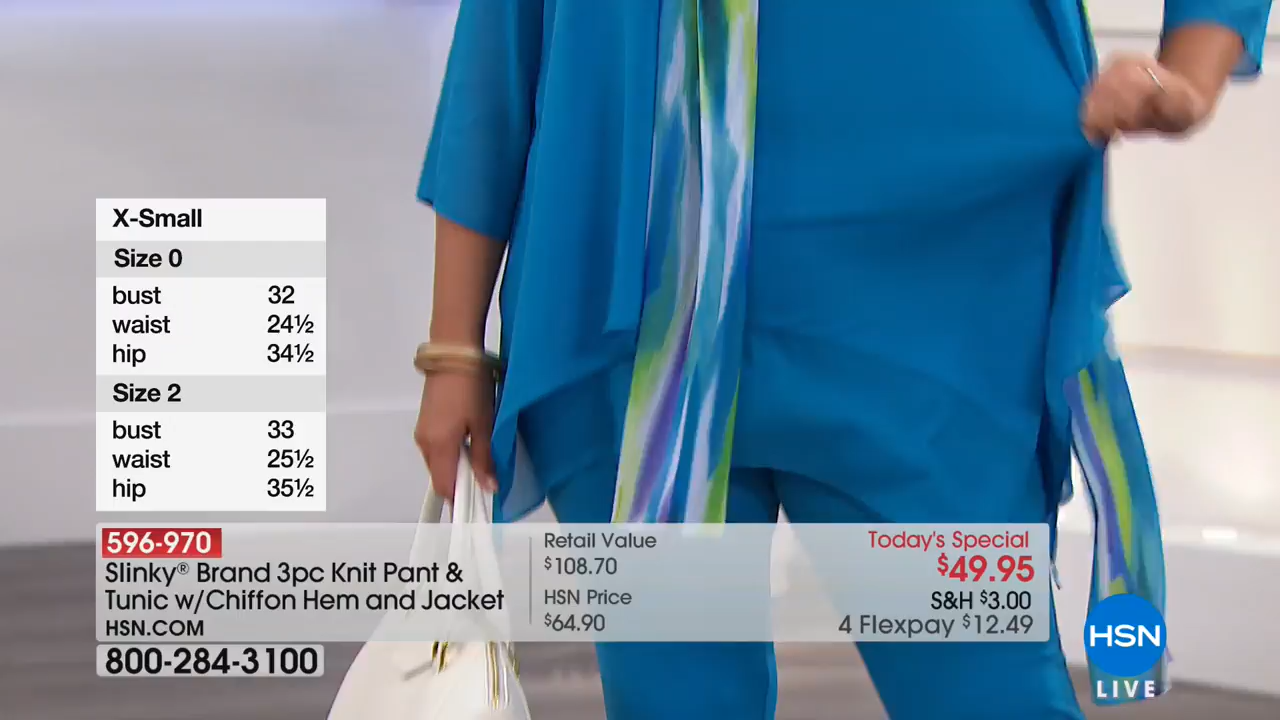 X-Small
Size 0
bust 32
waist 24½
hip 34½
Size 2
bust 33
waist 25½
hip 35½
596-970
Slinky® Brand 3pc Knit Pant &
Tunic w/Chiffon Hem and Jacket
HSN.COM
800-284-3100
Retail Value
$108.70
HSN Price
$64.90
Today's Special
$49.95
S&H $3.00
4 Flexpay $12.49
HSN
LIVE